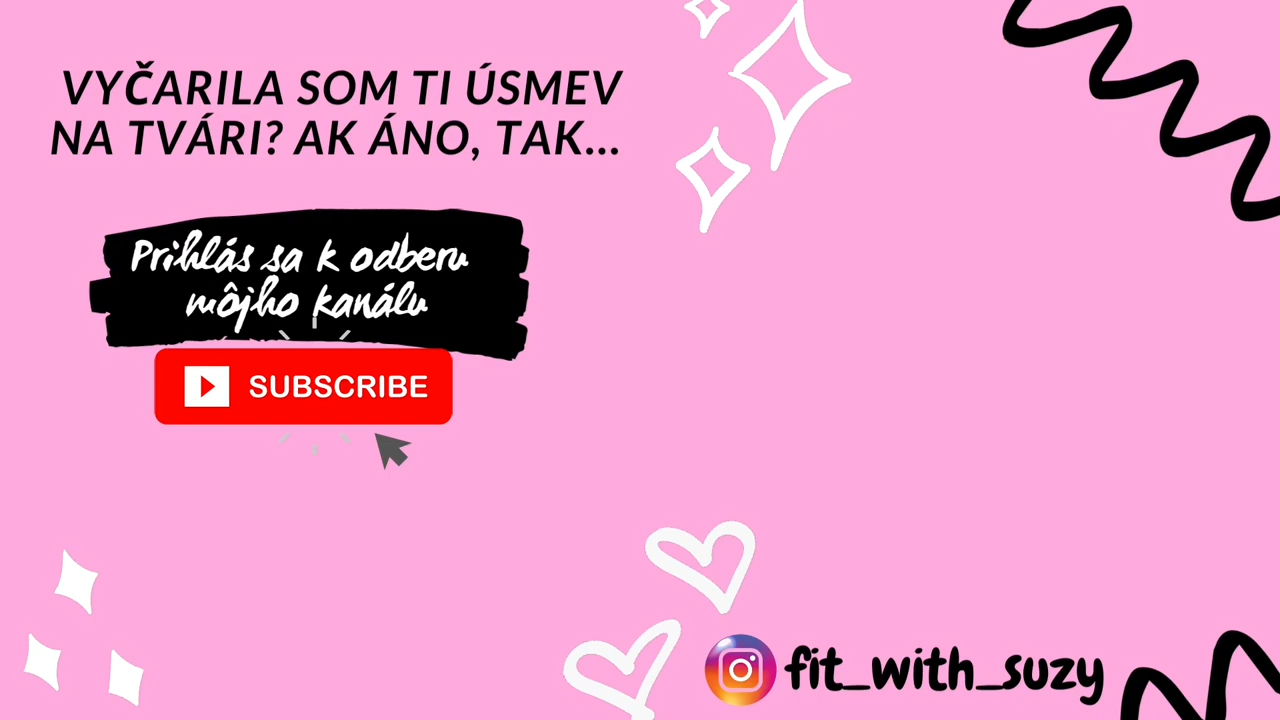 VYČARILA SOM TI ÚSMEV
NA TVÁRI? AK ÁNO, TAK...
Prihlás sa k odberu
môjho kanálu
SUBSCRIBE
fit_with_suzy